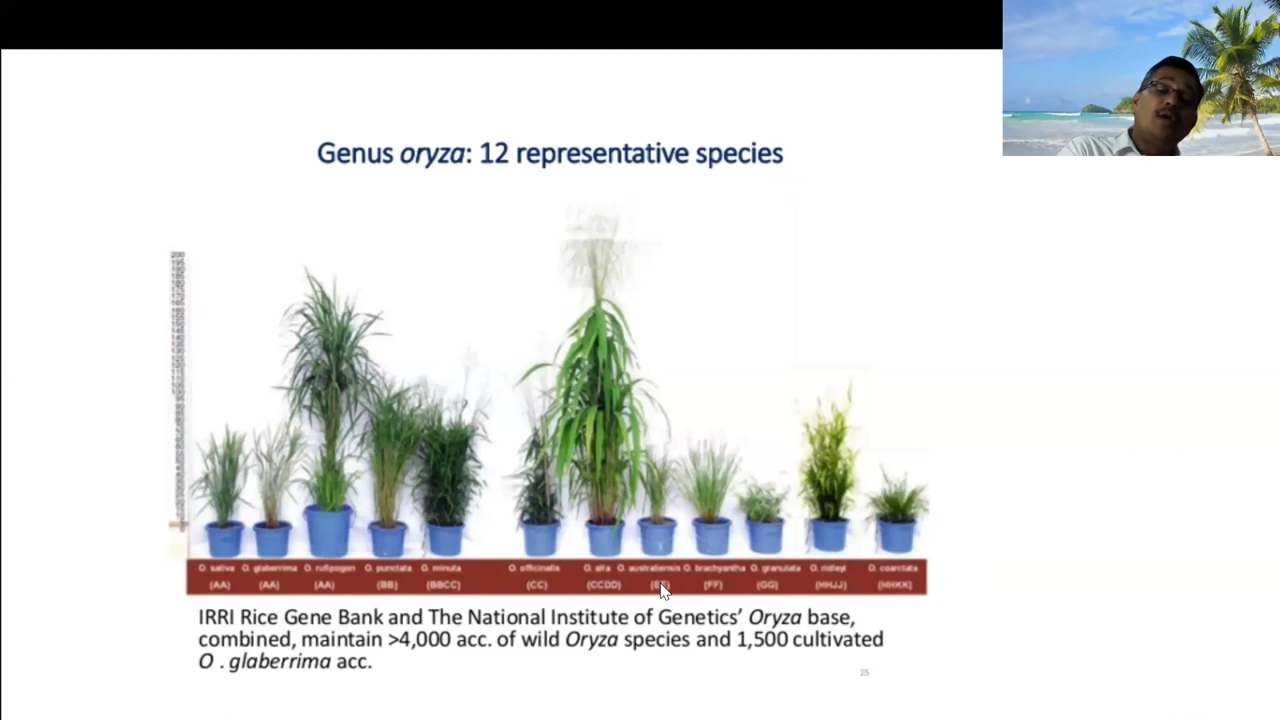 Genus oryza: 12 representative species
200
O. sativa O. glaberrima O. rufipogon O. punctata O. minuta O. officinalis O. alta O. australiensis O. brachyantha O. granulata O. ridleyi O. coarctata
(AA) (AA) (AA) (BB) (BBCC) (CC) (CCDD) (FF) (GG) (HHJJ) (HHKK)
IRRI Rice Gene Bank and The National Institute of Genetics’ Oryza base,
combined, maintain >4,000 acc. of wild Oryza species and 1,500 cultivated
O . glaberrima acc.
25